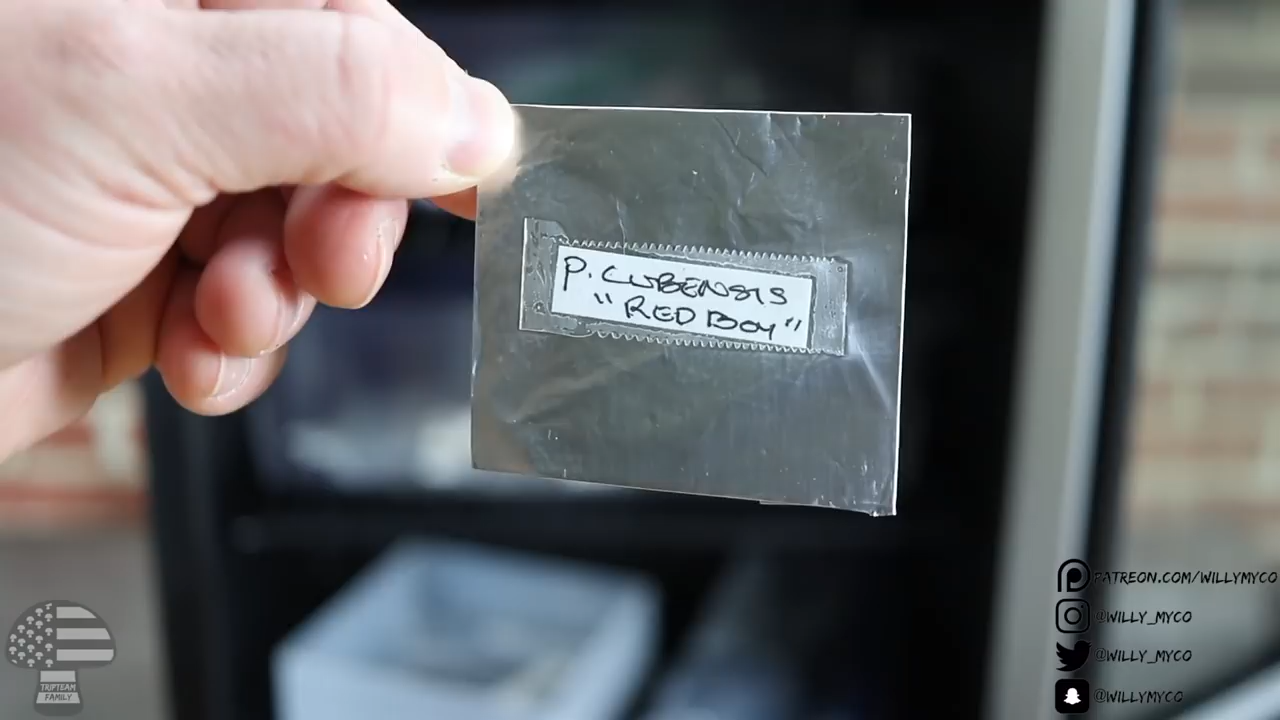 P. CUBENSIS
"RED BOY"
PATREON.COM/WILLYMYCO
@WILLY_MYCO
@WILLY_MYCO
@WILLYMYCO
TRIPTEAM
FAMILY